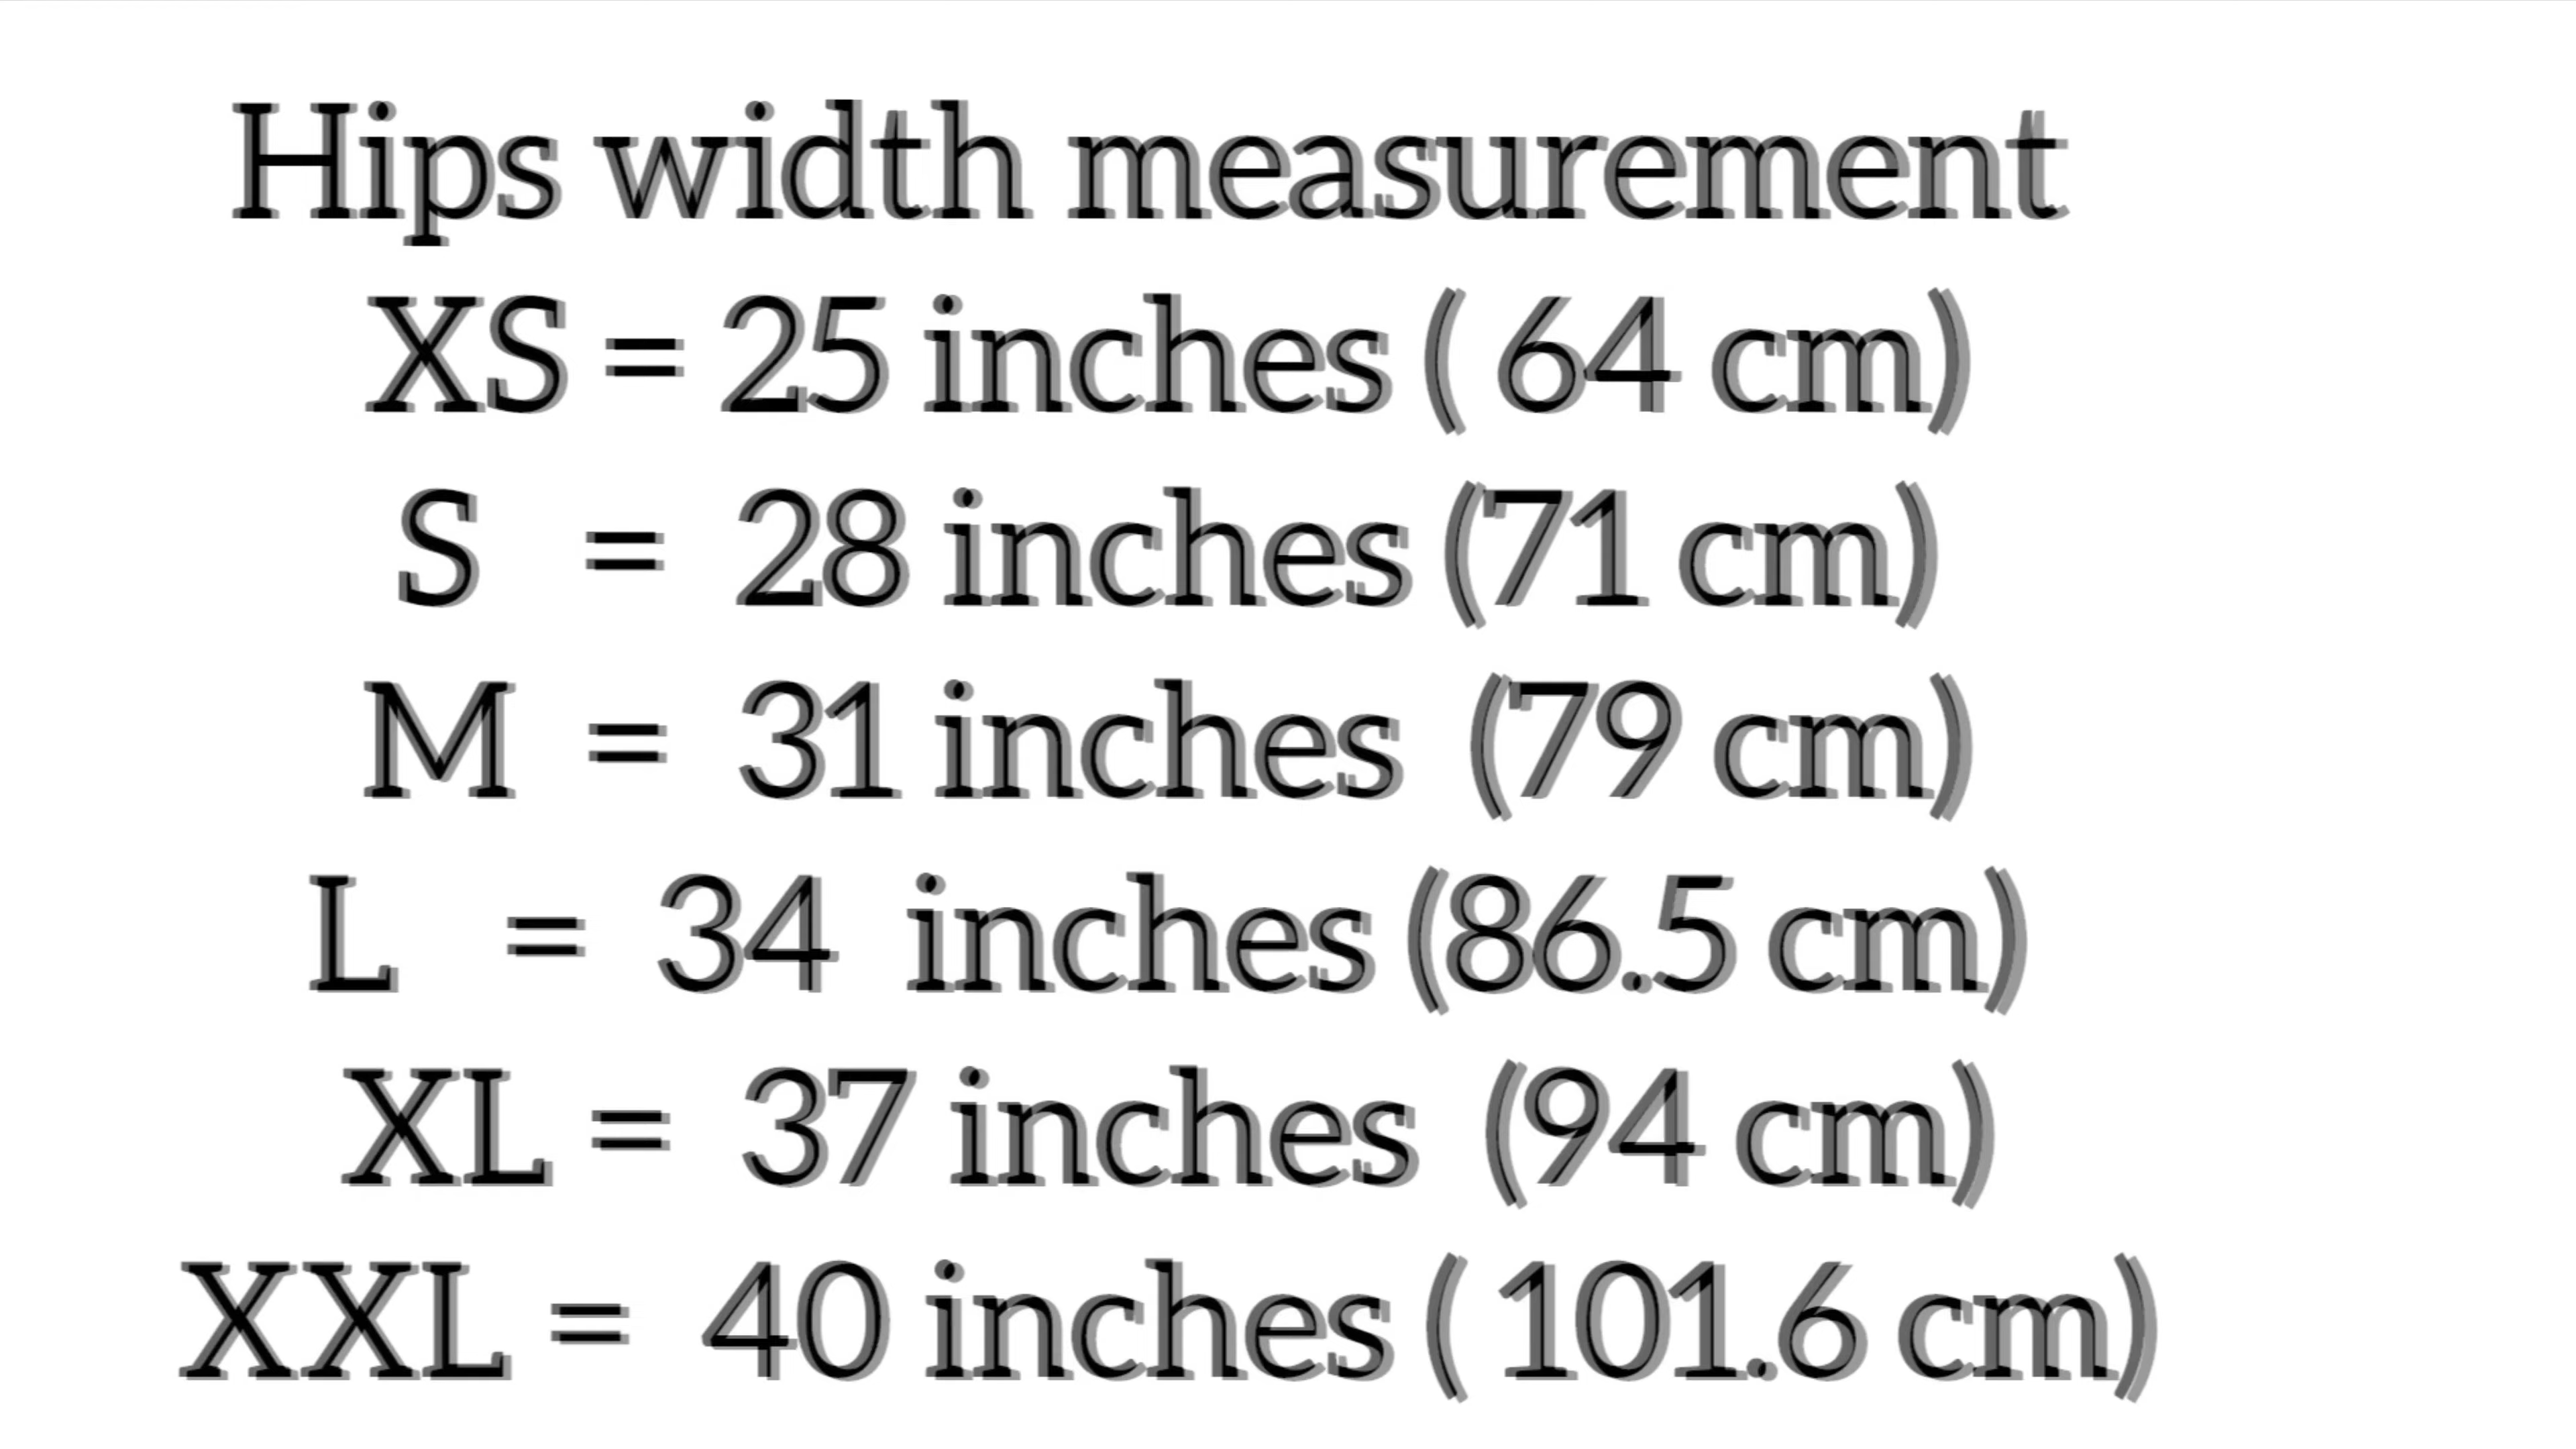 Hips width measurement
XS = 25 inches ( 64 cm)
S = 28 inches (71 cm)
M = 31 inches (79 cm)
L = 34 inches (86.5 cm)
XL = 37 inches (94 cm)
XXL = 40 inches ( 101.6 cm)